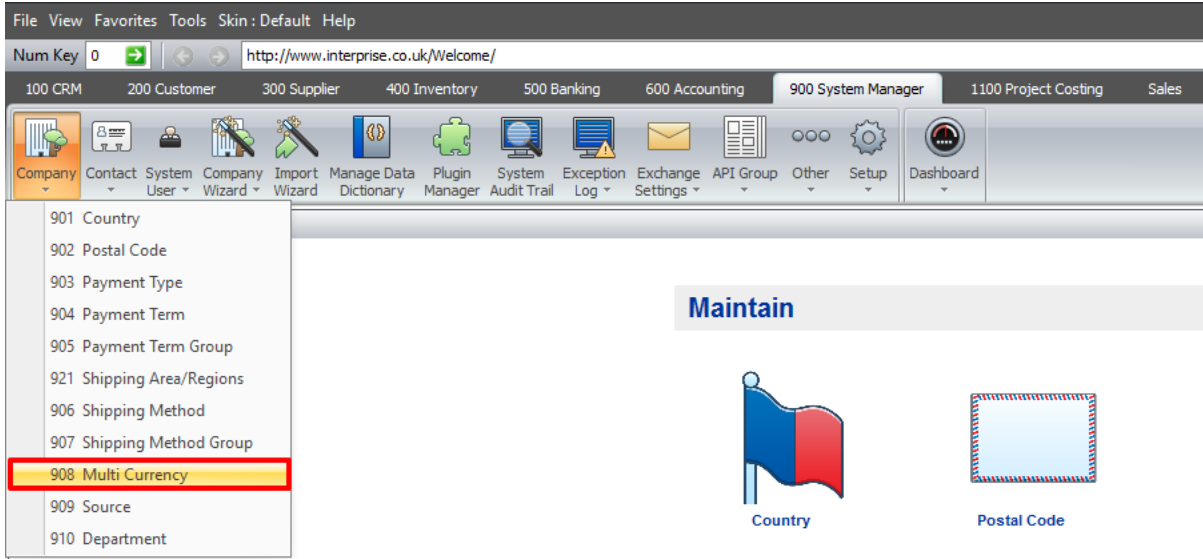 File View Favorites Tools Skin : Default Help
Num Key 0 http://www.interprise.co.uk/Welcome/
100 CRM 200 Customer 300 Supplier 400 Inventory 500 Banking 600 Accounting 900 System Manager 1100 Project Costing Sales
Company Contact System User Company Wizard Import Wizard Manage Data Dictionary Plugin Manager System Audit Trail Exception Log Exchange Settings API Group Other Setup Dashboard
901 Country
902 Postal Code
903 Payment Type
904 Payment Term
905 Payment Term Group
921 Shipping Area/Regions
906 Shipping Method
907 Shipping Method Group
908 Multi Currency
909 Source
910 Department
Maintain
Country Postal Code